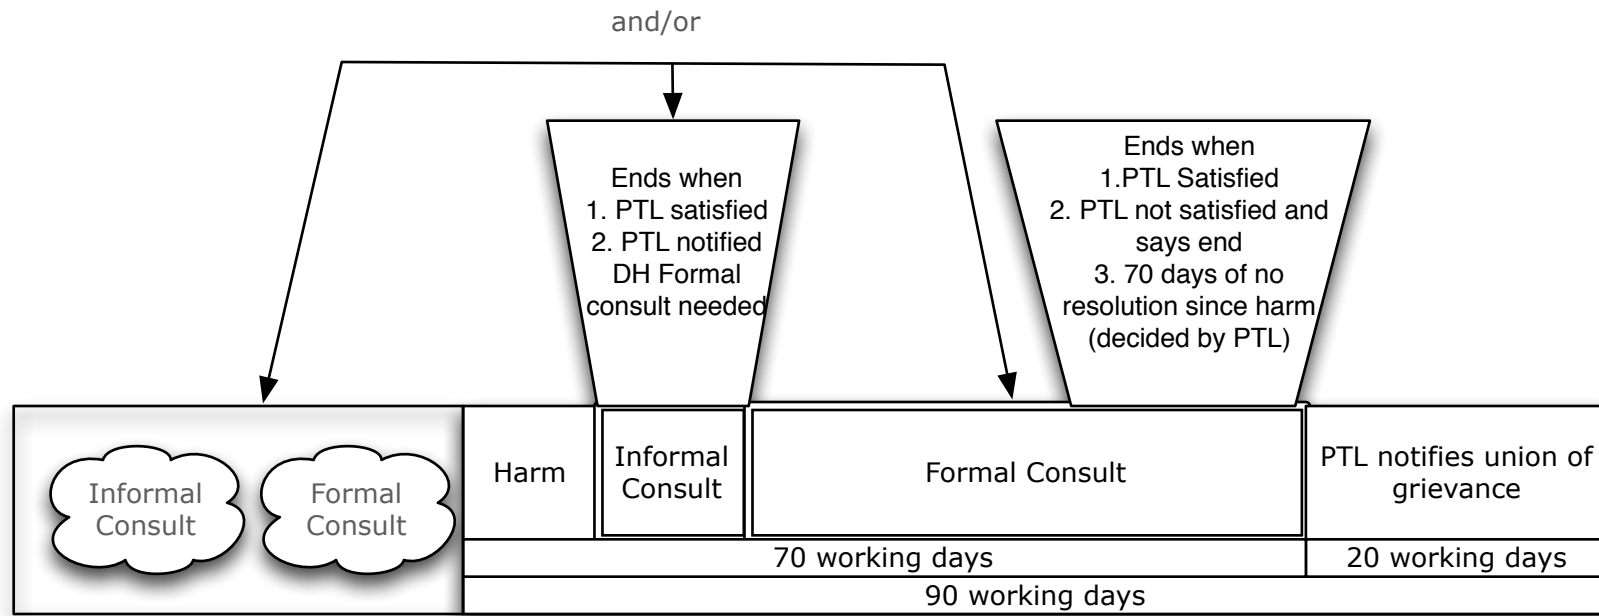 and/or
Ends when
1. PTL satisfied
2. PTL notified
DH Formal
consult needed
Ends when
1.PTL Satisfied
2. PTL not satisfied and
says end
3. 70 days of no
resolution since harm
(decided by PTL)
Informal
Consult
Formal
Consult
Harm
Informal
Consult
Formal Consult
PTL notifies union of
grievance
70 working days
20 working days
90 working days